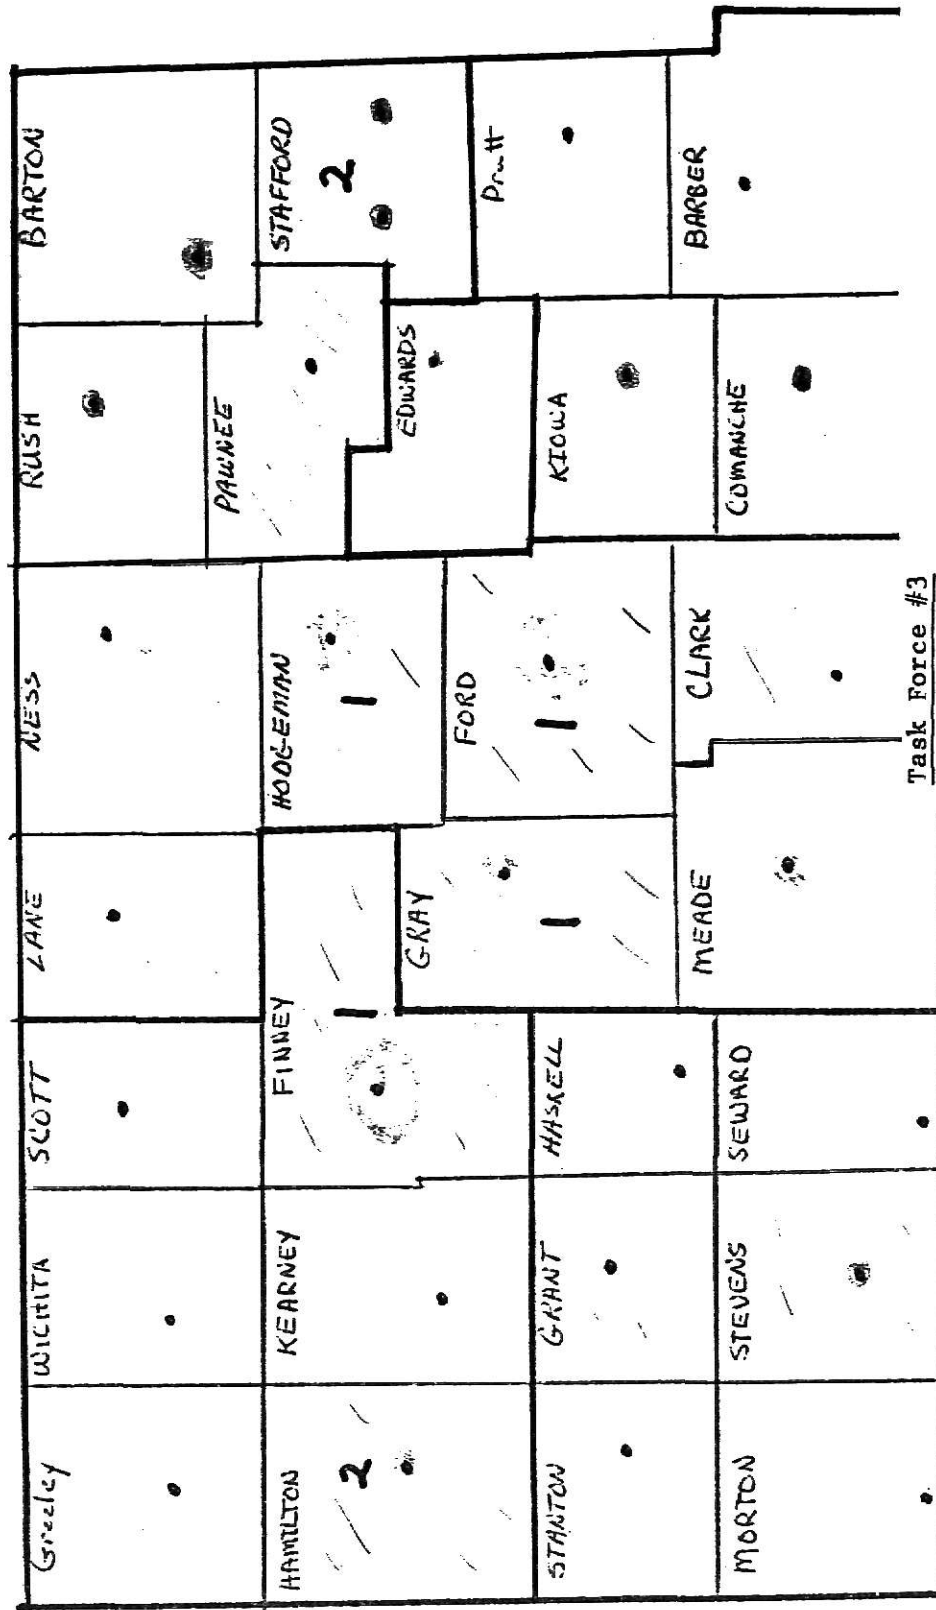 Greeley
WICHITA
SCOTT
LANE
NESS
RUSH
BARTON
HAMILTON
2
KEARNEY
FINNEY
1
HODGEMAN
1
PAWNEE
STAFFORD
2
GRAY
1
FORD
1
EDWARDS
Pratt
STANTON
GRANT
HASKELL
KIOWA
BARBER
MORTON
STEVENS
SEWARD
MEADE
CLARK
COMANCHE
Task Force #3